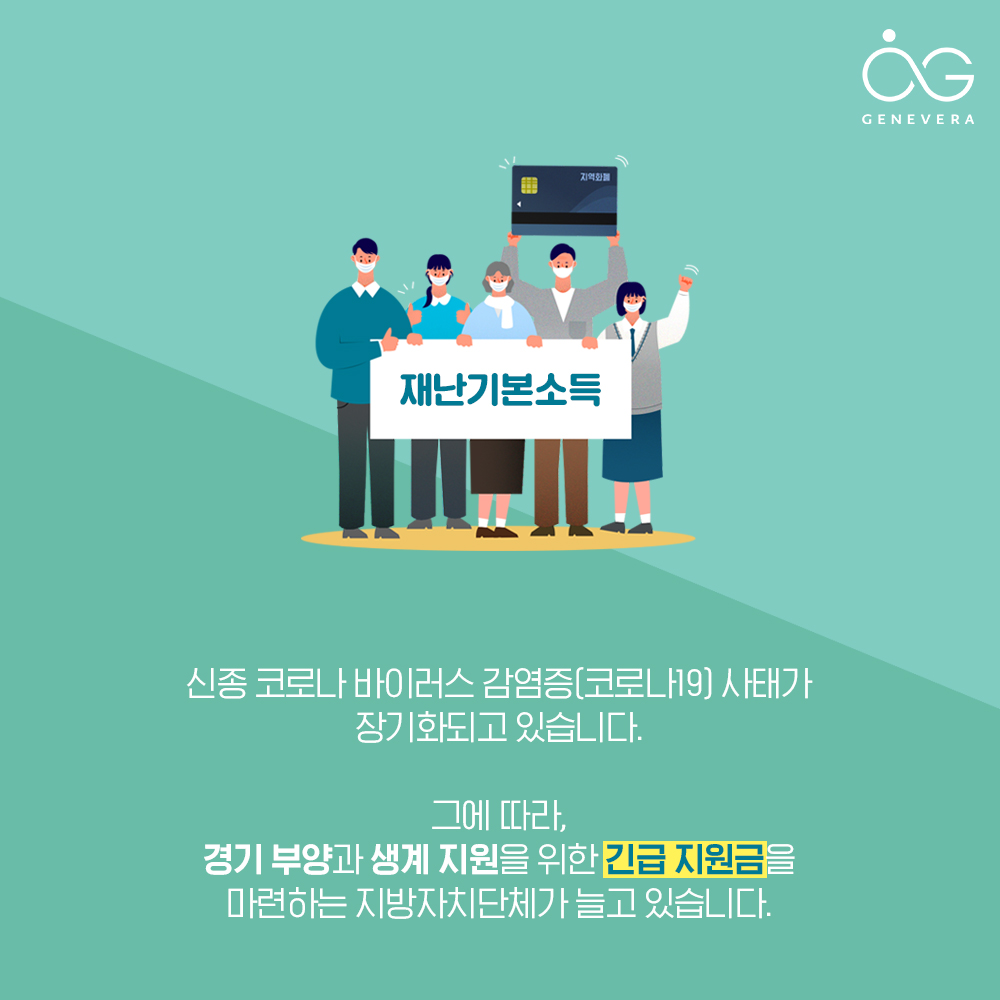 GENEVERA
지역화폐
재난기본소득
신종 코로나 바이러스 감염증(코로나19) 사태가
장기화되고 있습니다.
그에 따라,
경기 부양과 생계 지원을 위한 긴급 지원금을
마련하는 지방자치단체가 늘고 있습니다.